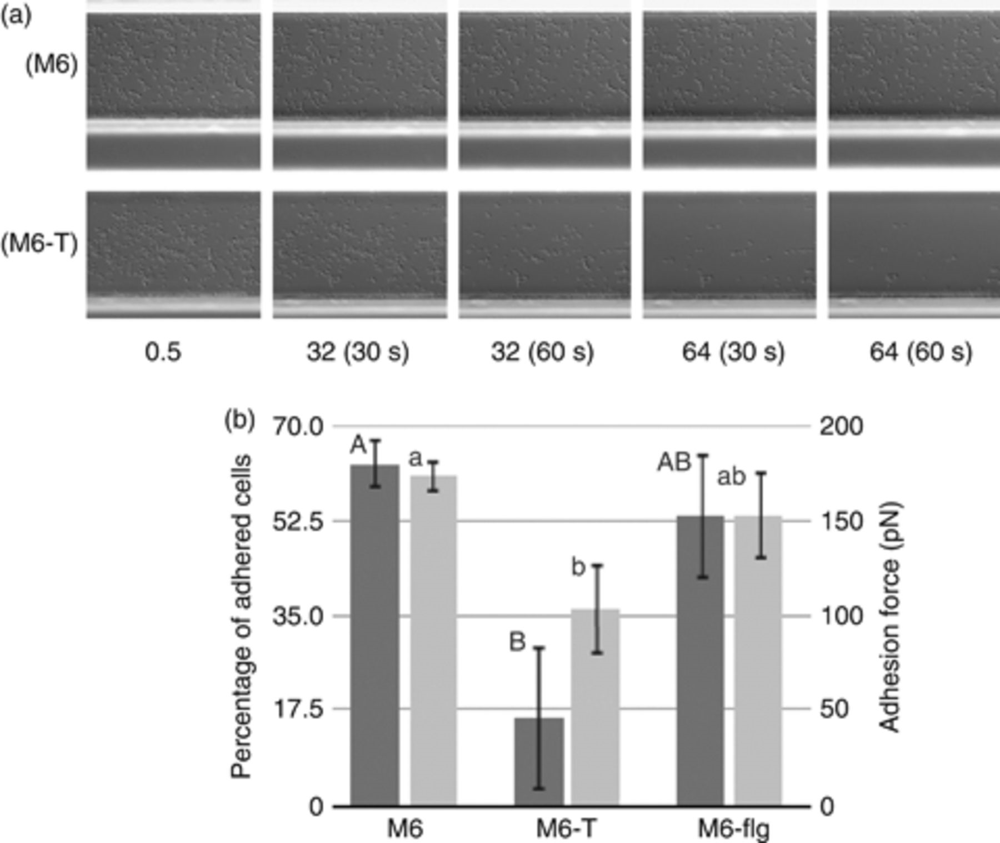 (a)
(M6)
(M6-T)
0.5 32 (30 s) 32 (60 s) 64 (30 s) 64 (60 s)
(b)
Percentage of adhered cells
70.0
52.5
35.0
17.5
0
A a
B b
AB ab
200
150
100
50
0
Adhesion force (pN)
M6 M6-T M6-flg